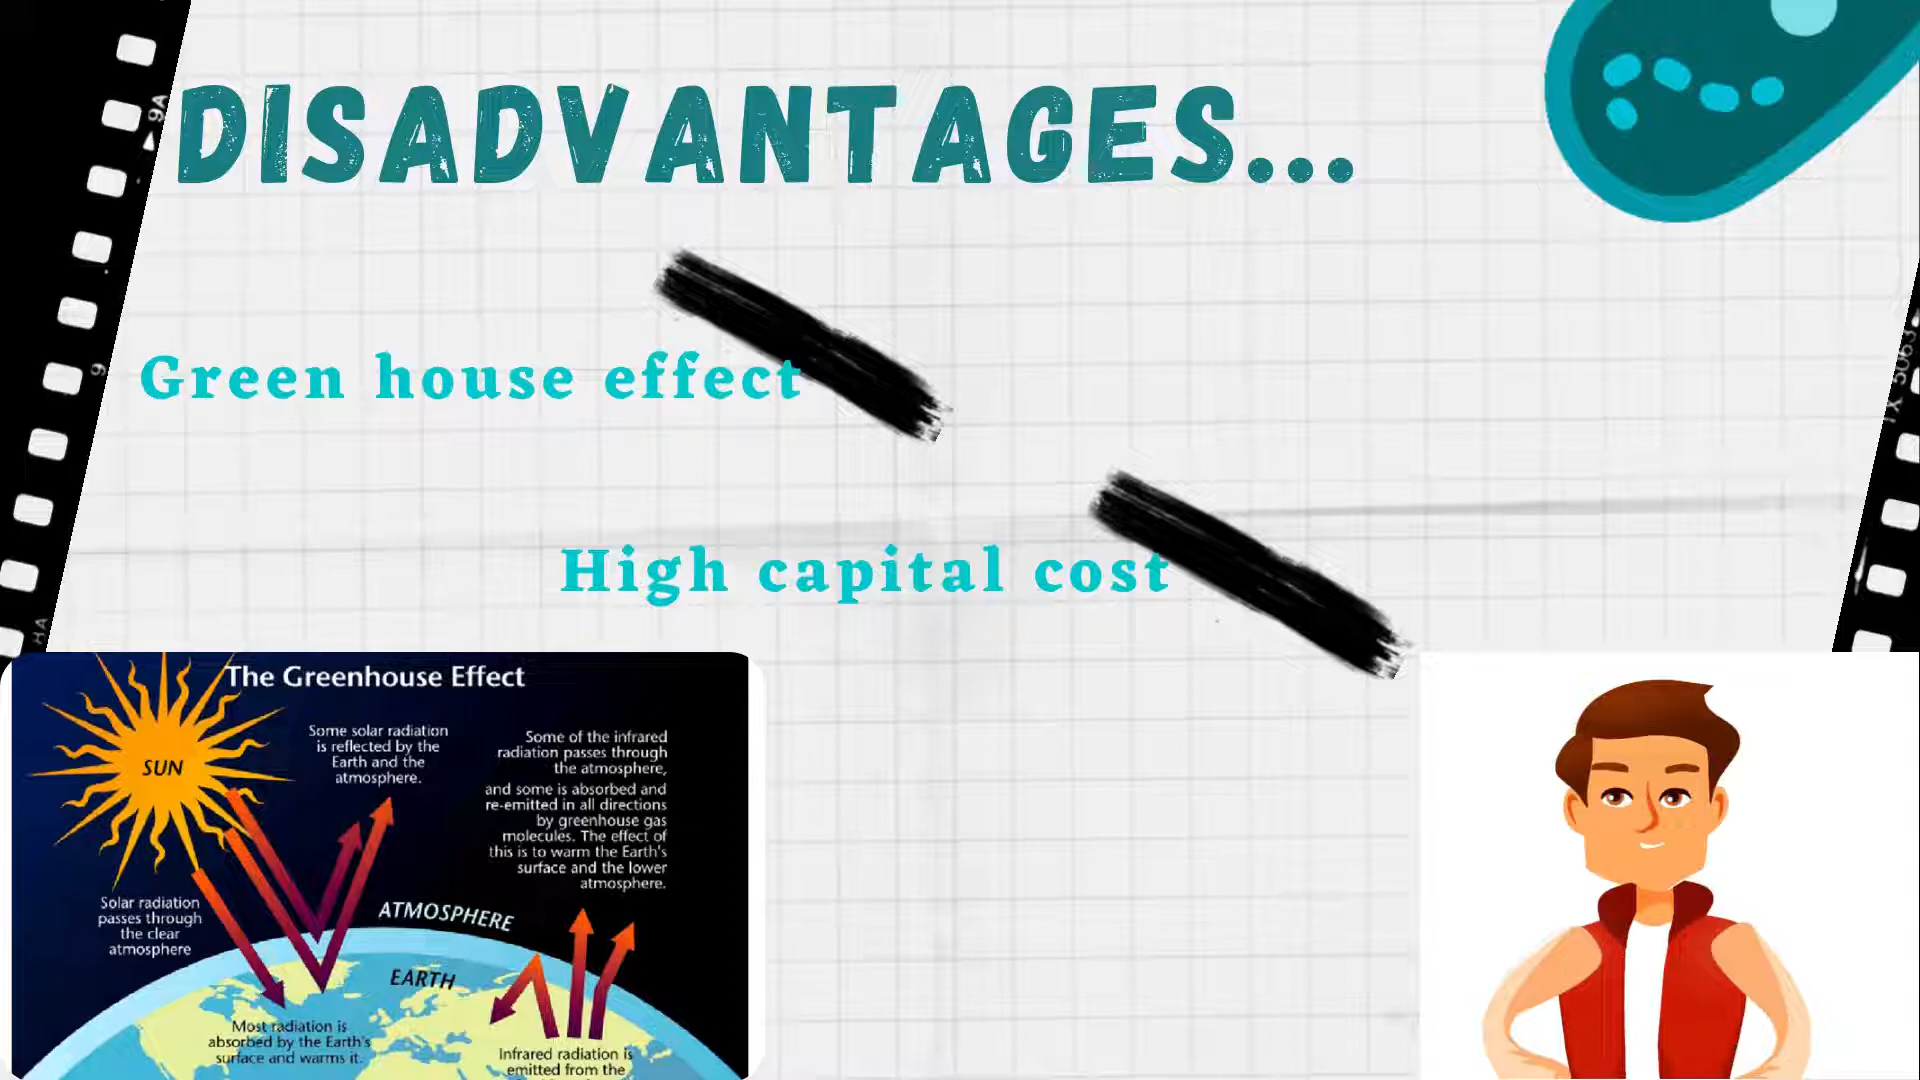 DISADVANTAGES...
Green house effect
High capital cost
The Greenhouse Effect
SUN
Some solar radiation
is reflected by the
Earth and the
atmosphere.
Some of the infrared
radiation passes through
the atmosphere,
and some is absorbed and
re-emitted in all directions
by greenhouse gas
molecules. The effect of
this is to warm the Earth's
surface and the lower
atmosphere.
Solar radiation
passes through
the clear
atmosphere
ATMOSPHERE
EARTH
Most radiation is
absorbed by the Earth's
surface and warms it.
Infrared radiation is
emitted from the
9A
9
HA
5063